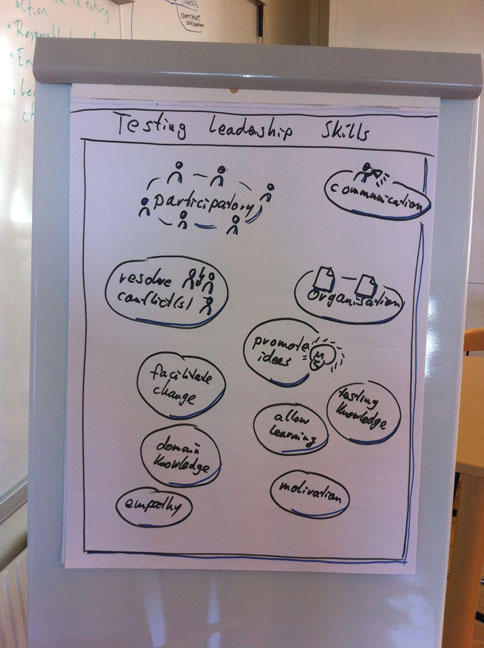 action
Testing Leadership Skills
participatory
communication
resolve
conflict(s)
organisation
promote
ideas
facilitate
change
testing
knowledge
allow
learning
domain
knowledge
motivation
empathy